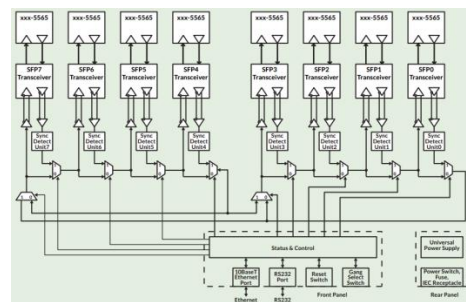 xxx-5565 xxx-5565 xxx-5565 xxx-5565 xxx-5565 xxx-5565 xxx-5565 xxx-5565
SFP7 Transceiver
SFP6 Transceiver
SFP5 Transceiver
SFP4 Transceiver
SFP3 Transceiver
SFP2 Transceiver
SFP1 Transceiver
SFP0 Transceiver
Sync Detect Unit7
Sync Detect Unit6
Sync Detect Unit5
Sync Detect Unit4
Sync Detect Unit3
Sync Detect Unit2
Sync Detect Unit1
Sync Detect Unit0
Status & Control
10BaseT Ethernet Port
RS232 Port
Reset Switch
Gang Select Switch
Ethernet
RS232
Front Panel
Universal Power Supply
Power Switch, Fuse, IEC Receptacle
Rear Panel